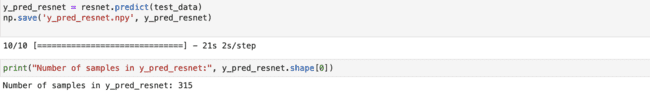 y_pred_resnet = resnet.predict(test_data)
np.save('y_pred_resnet.npy', y_pred_resnet)
10/10 [==============================] - 21s 2s/step
print("Number of samples in y_pred_resnet:", y_pred_resnet.shape[0])
Number of samples in y_pred_resnet: 315